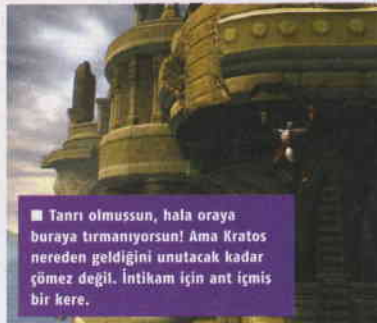 ■ Tanrı olmussun, hala oraya
buraya tırmanıyorsun! Ama Kratos
nereden geldiğini unutacak kadar
çömez değil. İntikam için ant içmis
bir kere.